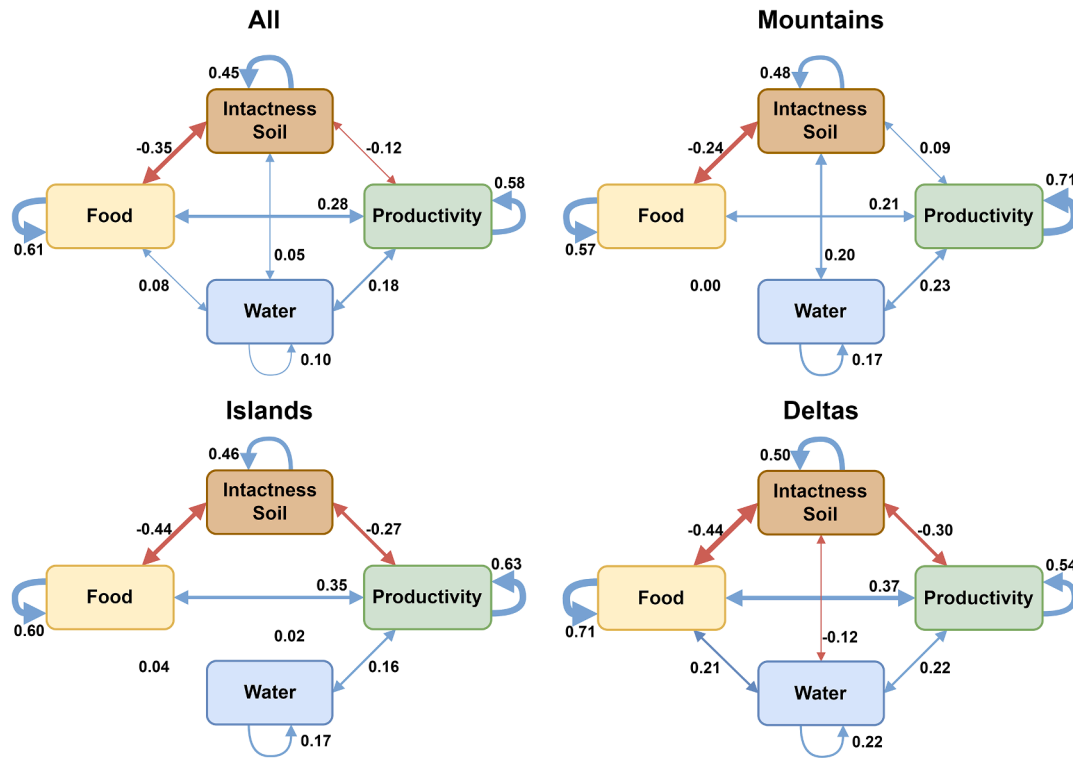 All
0.45
Intactness
Soil
-0.35
-0.12
0.58
Food
0.28
Productivity
0.61
0.05
0.08
0.18
Water
0.10
Mountains
0.48
Intactness
Soil
-0.24
0.09
0.71
Food
0.21
Productivity
0.57
0.20
0.00
0.23
Water
0.17
Islands
0.46
Intactness
Soil
-0.44
-0.27
0.63
Food
0.35
Productivity
0.60
0.02
0.04
0.16
Water
0.17
Deltas
0.50
Intactness
Soil
-0.44
-0.30
0.54
Food
0.37
Productivity
0.71
-0.12
0.21
0.22
Water
0.22